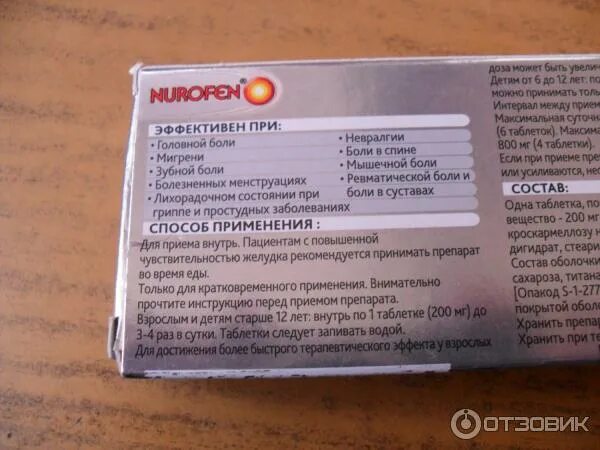 NUROFEN®
ЭФФЕКТИВЕН ПРИ:
• Головной боли
• Мигрени
• Зубной боли
• Болезненных менструациях
• Лихорадочном состоянии при
гриппе и простудных заболеваниях
• Невралгии
• Боли в спине
• Мышечной боли
• Ревматической боли и
боли в суставах
СПОСОБ ПРИМЕНЕНИЯ :
Для приема внутрь. Пациентам с повышенной
чувствительностью желудка рекомендуется принимать препарат
во время еды.
Только для кратковременного применения. Внимательно
прочтите инструкцию перед приемом препарата.
Взрослым и детям старше 12 лет: внутрь по 1 таблетке (200 мг) до
3-4 раз в сутки. Таблетки следует запивать водой.
Для достижения более быстрого терапевтического эффекта у взрослых
доза может быть увелич
Детям от 6 до 12 лет: по
можно принимать толь
Интервал между прием
Максимальная суточна
(6 таблеток). Максима
800 мг (4 таблетки).
Если при приеме преп
или усиливаются, нео
СОСТАВ:
Одна таблетка, по
вещество - 200 мг
кроскармеллозу н
дигидрат, стеари
Состав оболочки
сахароза, титана
[Опакод S-1-277
покрытой оболо
Хранить препа
Хранить при те
ОТЗОВИК